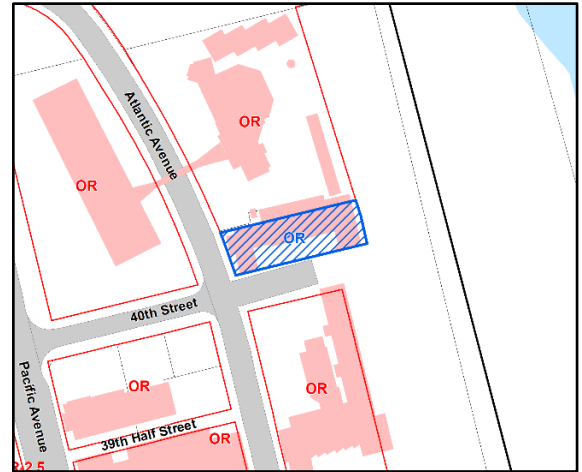 Atlantic Avenue
OR
OR
OR
40th Street
Pacific Avenue
OR
OR
39th Half Street
OR